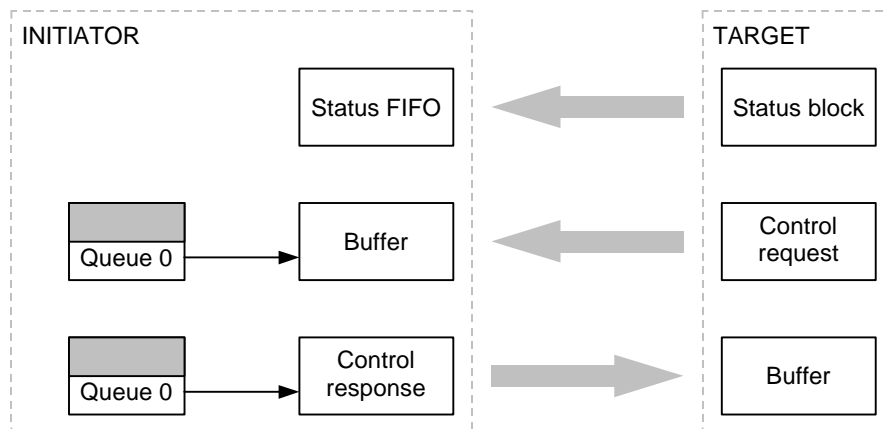 INITIATOR
TARGET
Status FIFO
Status block
Queue 0
Buffer
Control
request
Queue 0
Control
response
Buffer